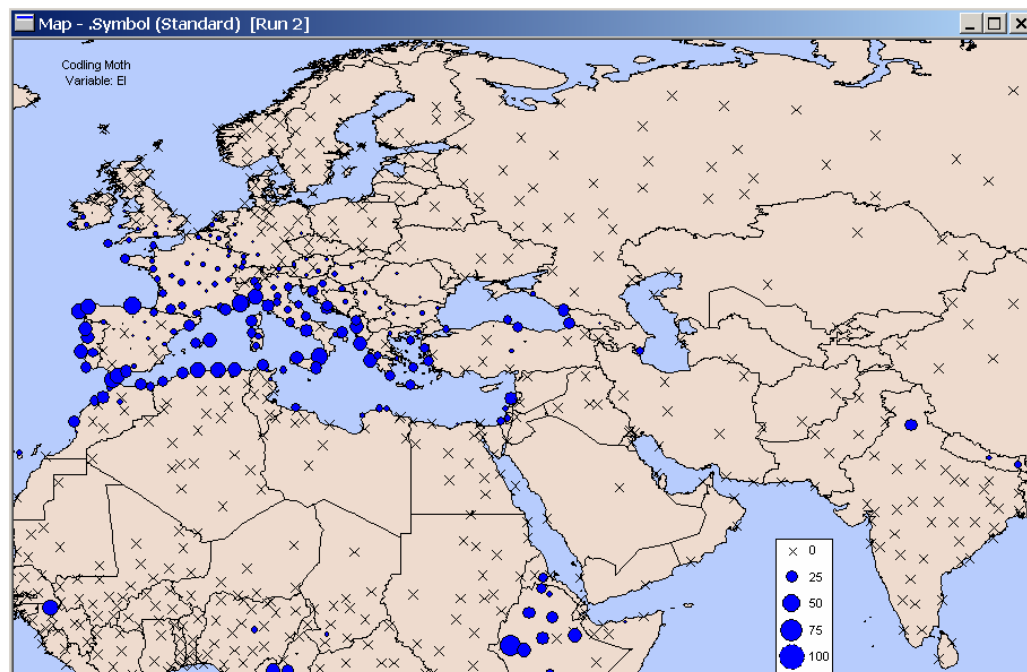 Map - .Symbol (Standard) [Run 2]
Codling Moth
Variable: EI
0
25
50
75
100